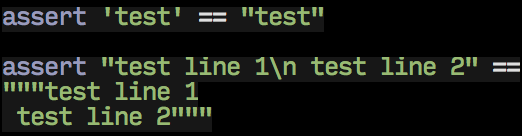 assert 'test' == "test"
assert "test line 1\n test line 2" ==
"""test line 1
 test line 2"""